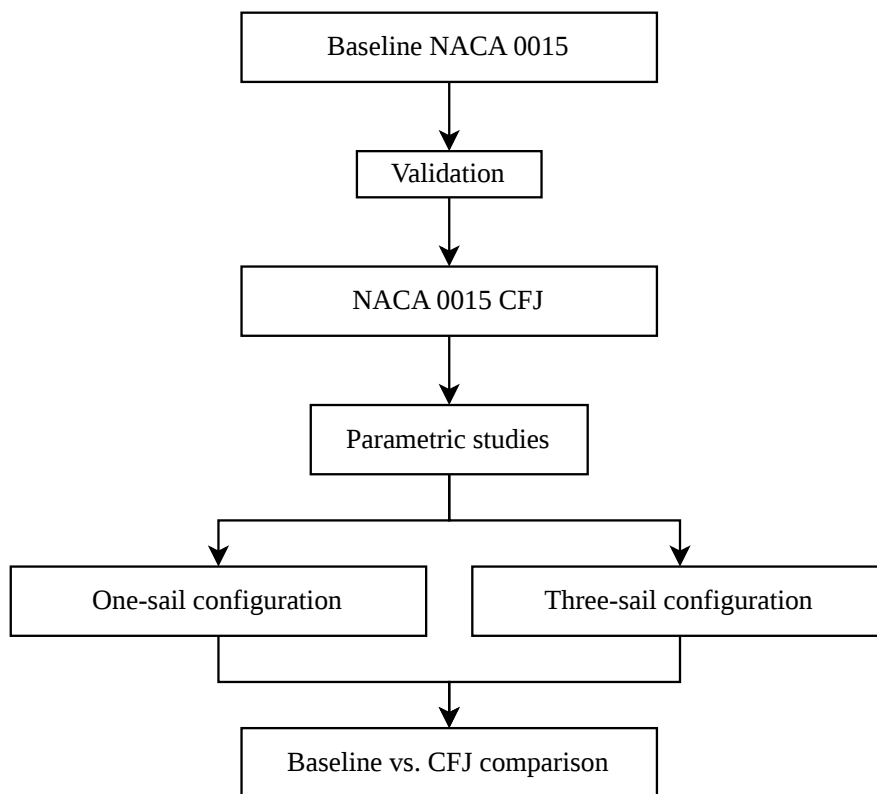 Baseline NACA 0015
Validation
NACA 0015 CFJ
Parametric studies
One-sail configuration
Three-sail configuration
Baseline vs. CFJ comparison